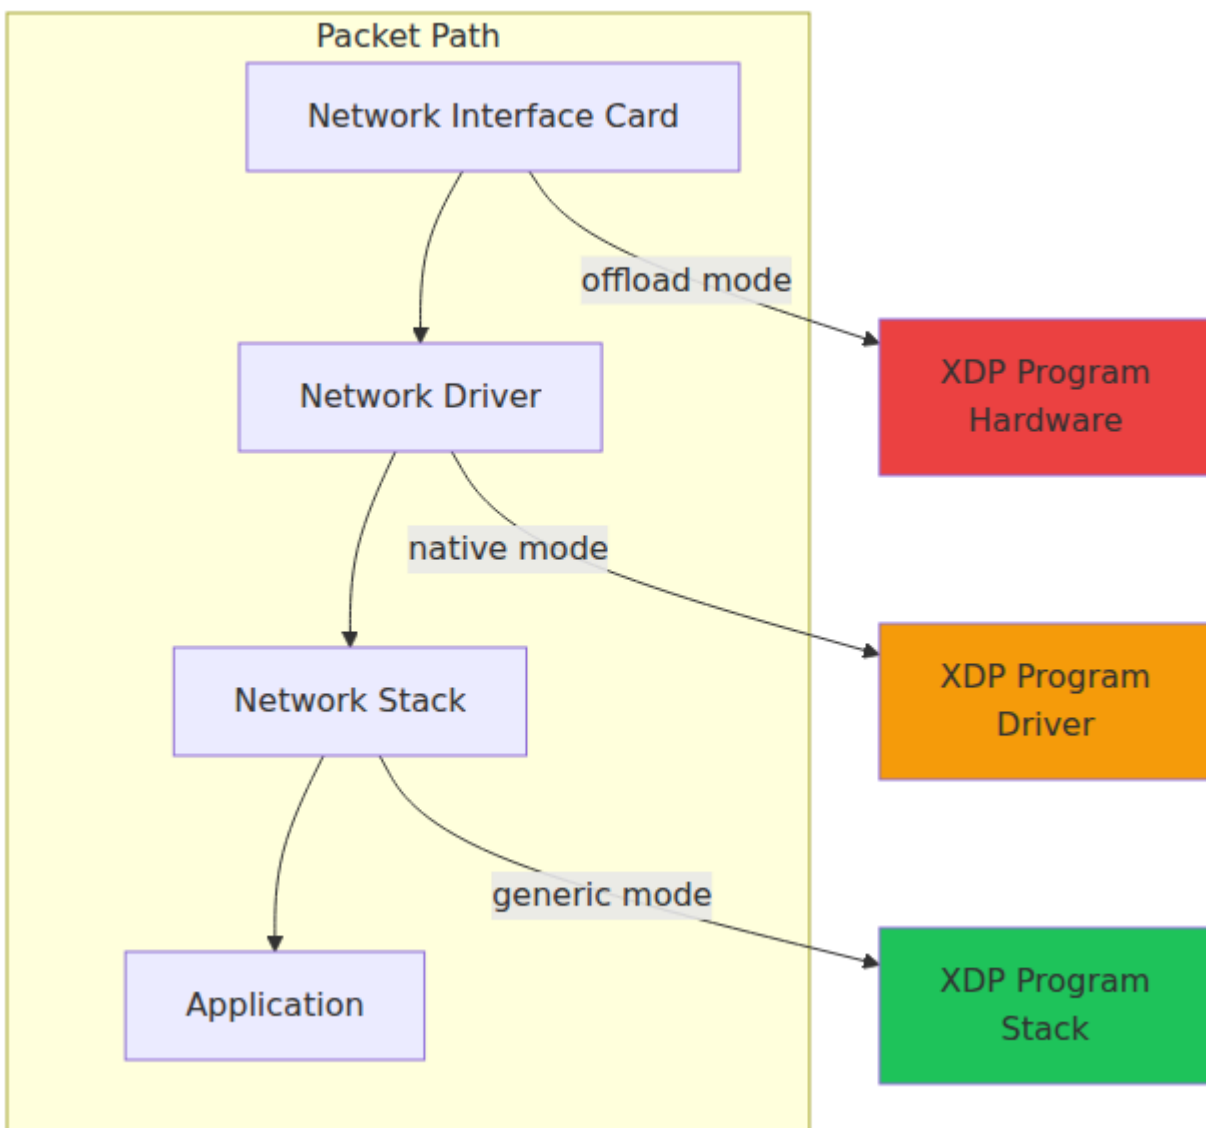 Packet Path
Network Interface Card
offload mode
XDP Program
Hardware
Network Driver
native mode
XDP Program
Driver
Network Stack
generic mode
XDP Program
Stack
Application